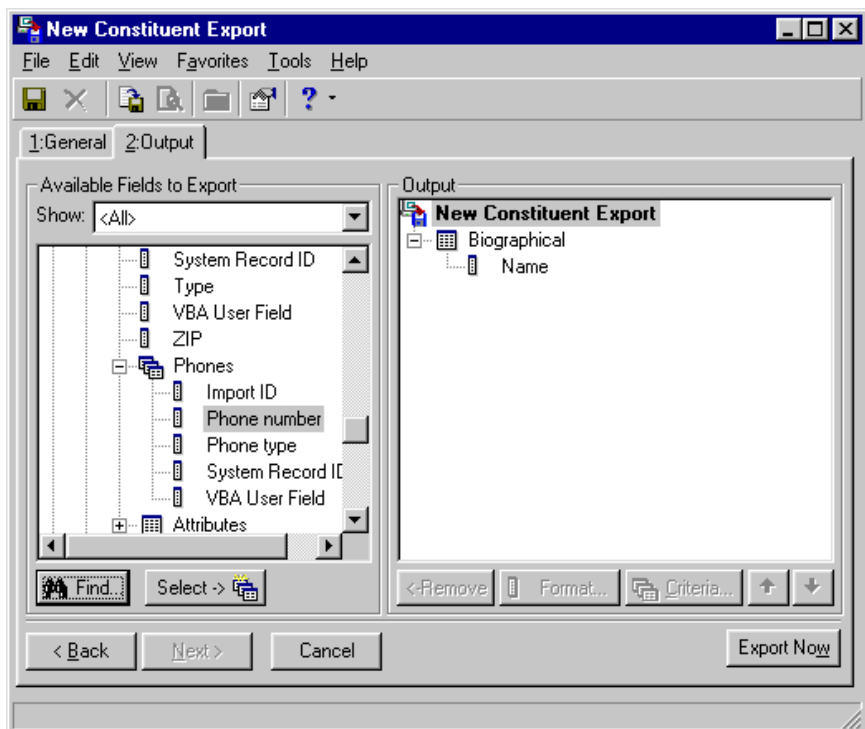 New Constituent Export
File Edit View Favorites Tools Help
?
1:General 2:Output
Available Fields to Export
Show: <All>
System Record ID
Type
VBA User Field
ZIP
Phones
Import ID
Phone number
Phone type
System Record ID
VBA User Field
Attributes
Find...
Select ->
Output
New Constituent Export
Biographical
Name
<-Remove
Format...
Criteria...
< Back
Next >
Cancel
Export Now